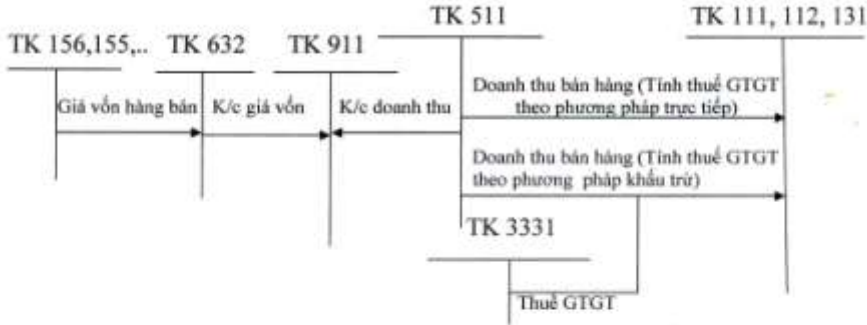 TK 511
TK 111, 112, 131
TK 156,155,..
TK 632
TK 911
Giá vốn hàng bán
K/c giá vốn
K/c doanh thu
Doanh thu bán hàng (Tính thuế GTGT
theo phương pháp trực tiếp)
Doanh thu bán hàng (Tính thuế GTGT
theo phương pháp khấu trừ)
TK 3331
Thuế GTGT